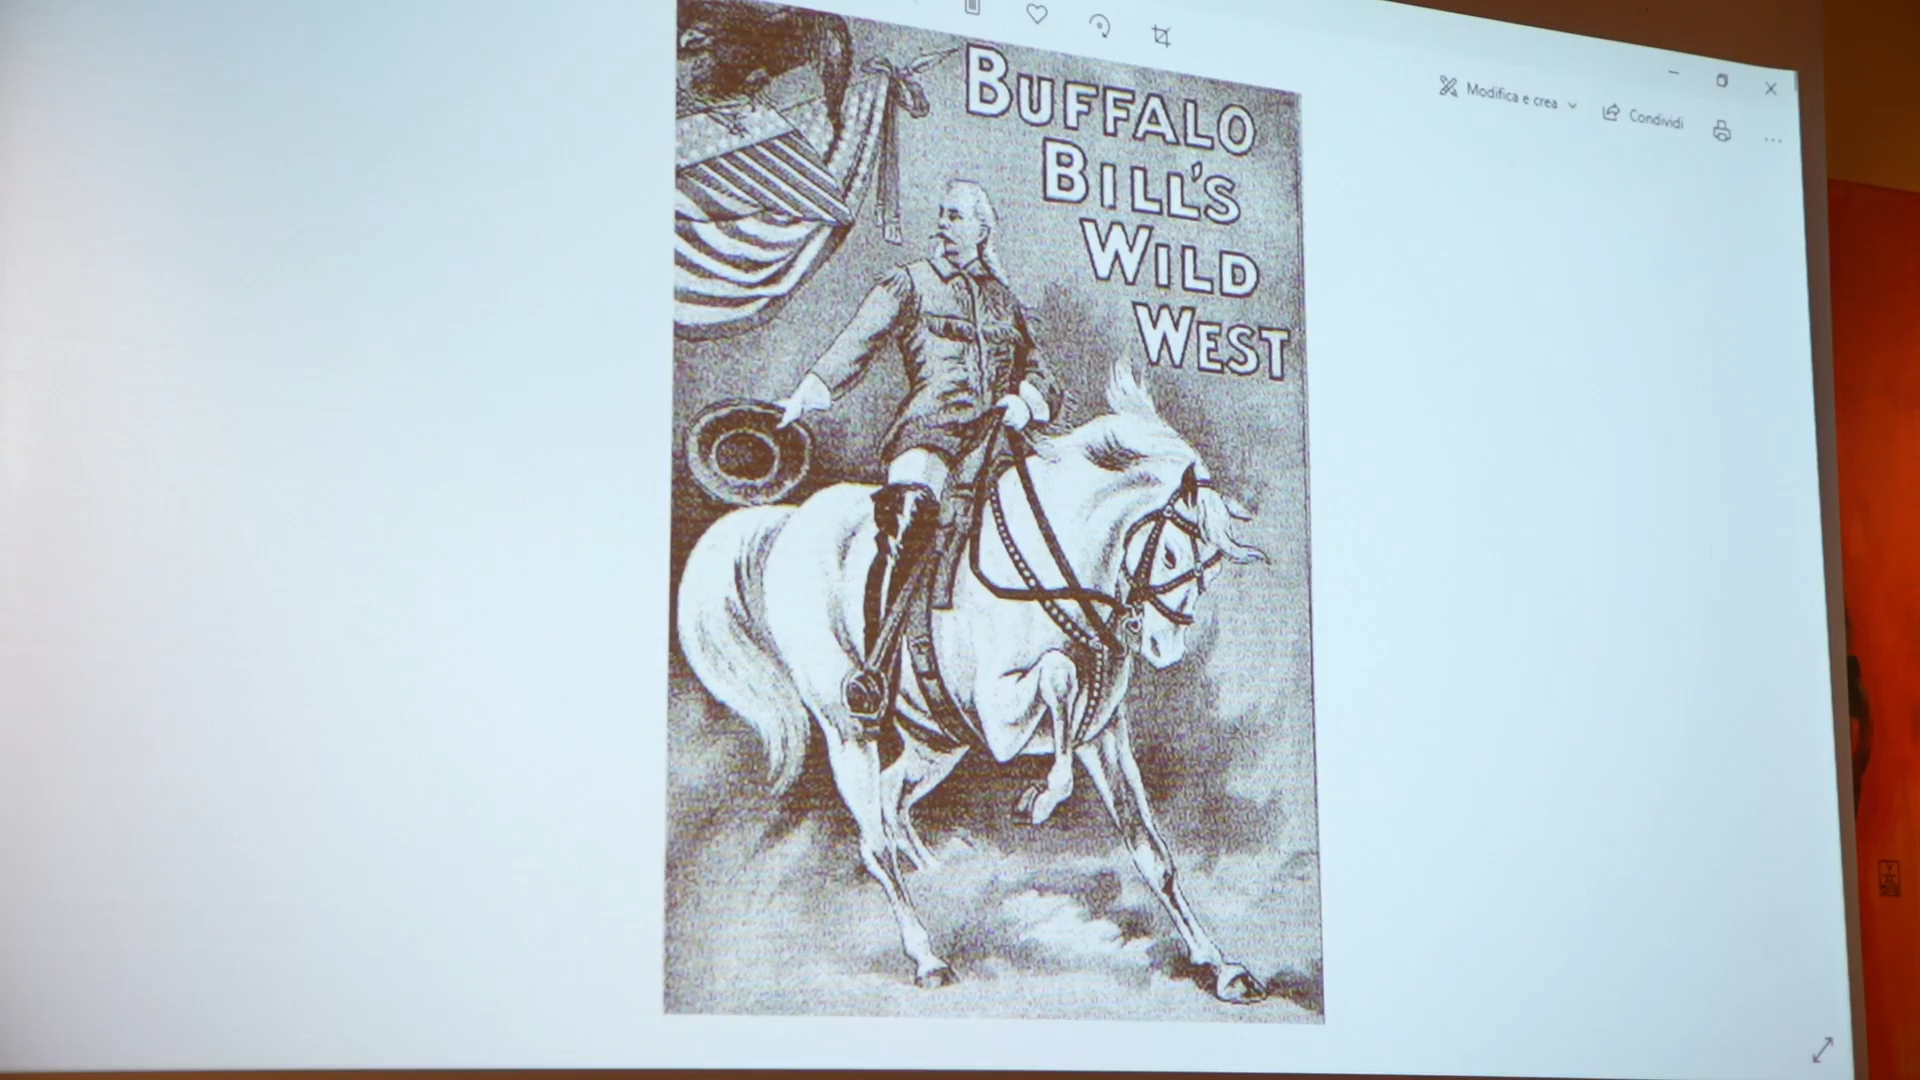 BUFFALO
BILL'S
WILD
WEST
Modifica e crea
Condividi